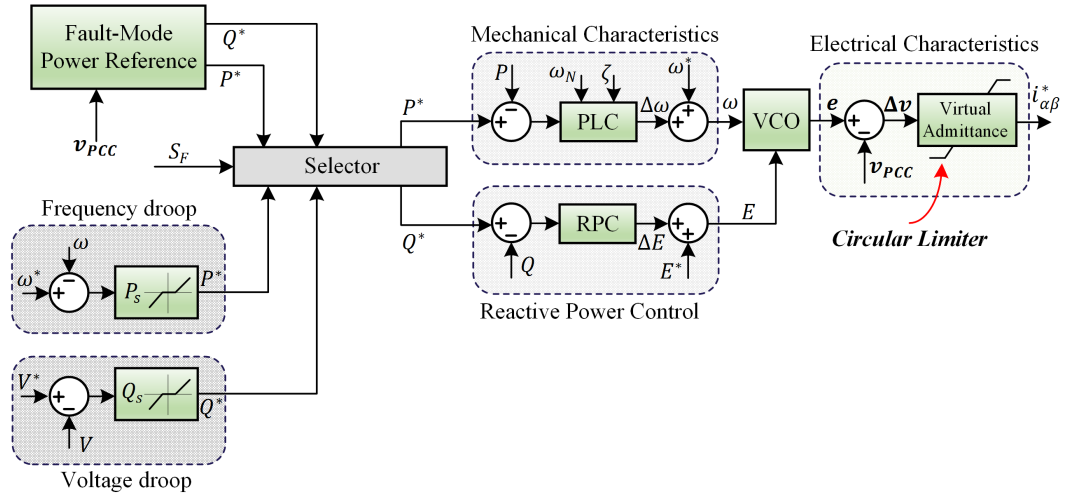 Fault-Mode
Power Reference
Q*
P*
v_PCC
S_F
Selector
Frequency droop
ω
ω*
P_s
P*
V*
Q_s
Q*
V
Voltage droop
P*
Q*
Mechanical Characteristics
P
ω_N
ζ
ω*
PLC
Δω
ω
RPC
ΔE
Q
E*
E
Reactive Power Control
VCO
Electrical Characteristics
e
Δv
v_PCC
Virtual
Admittance
i*_αβ
Circular Limiter